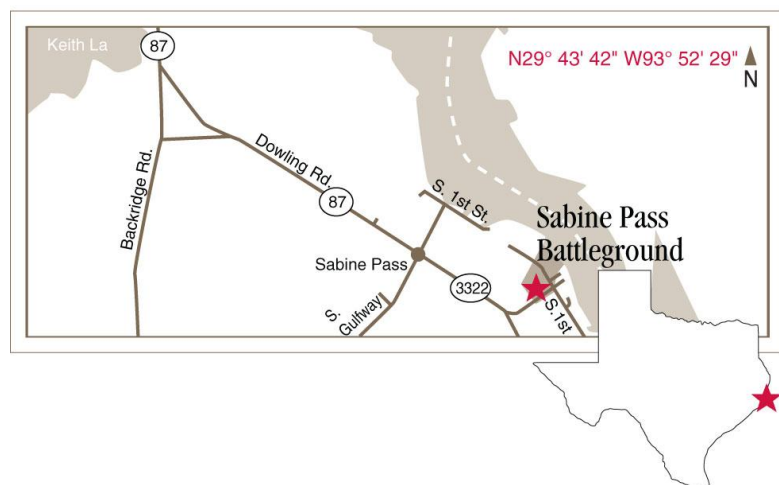 Keith La
87
N29° 43' 42" W93° 52' 29"
N
Backridge Rd.
Dowling Rd.
87
S. 1st St.
Sabine Pass
Battleground
Sabine Pass
3322
S.
Gulfway
S. 1st